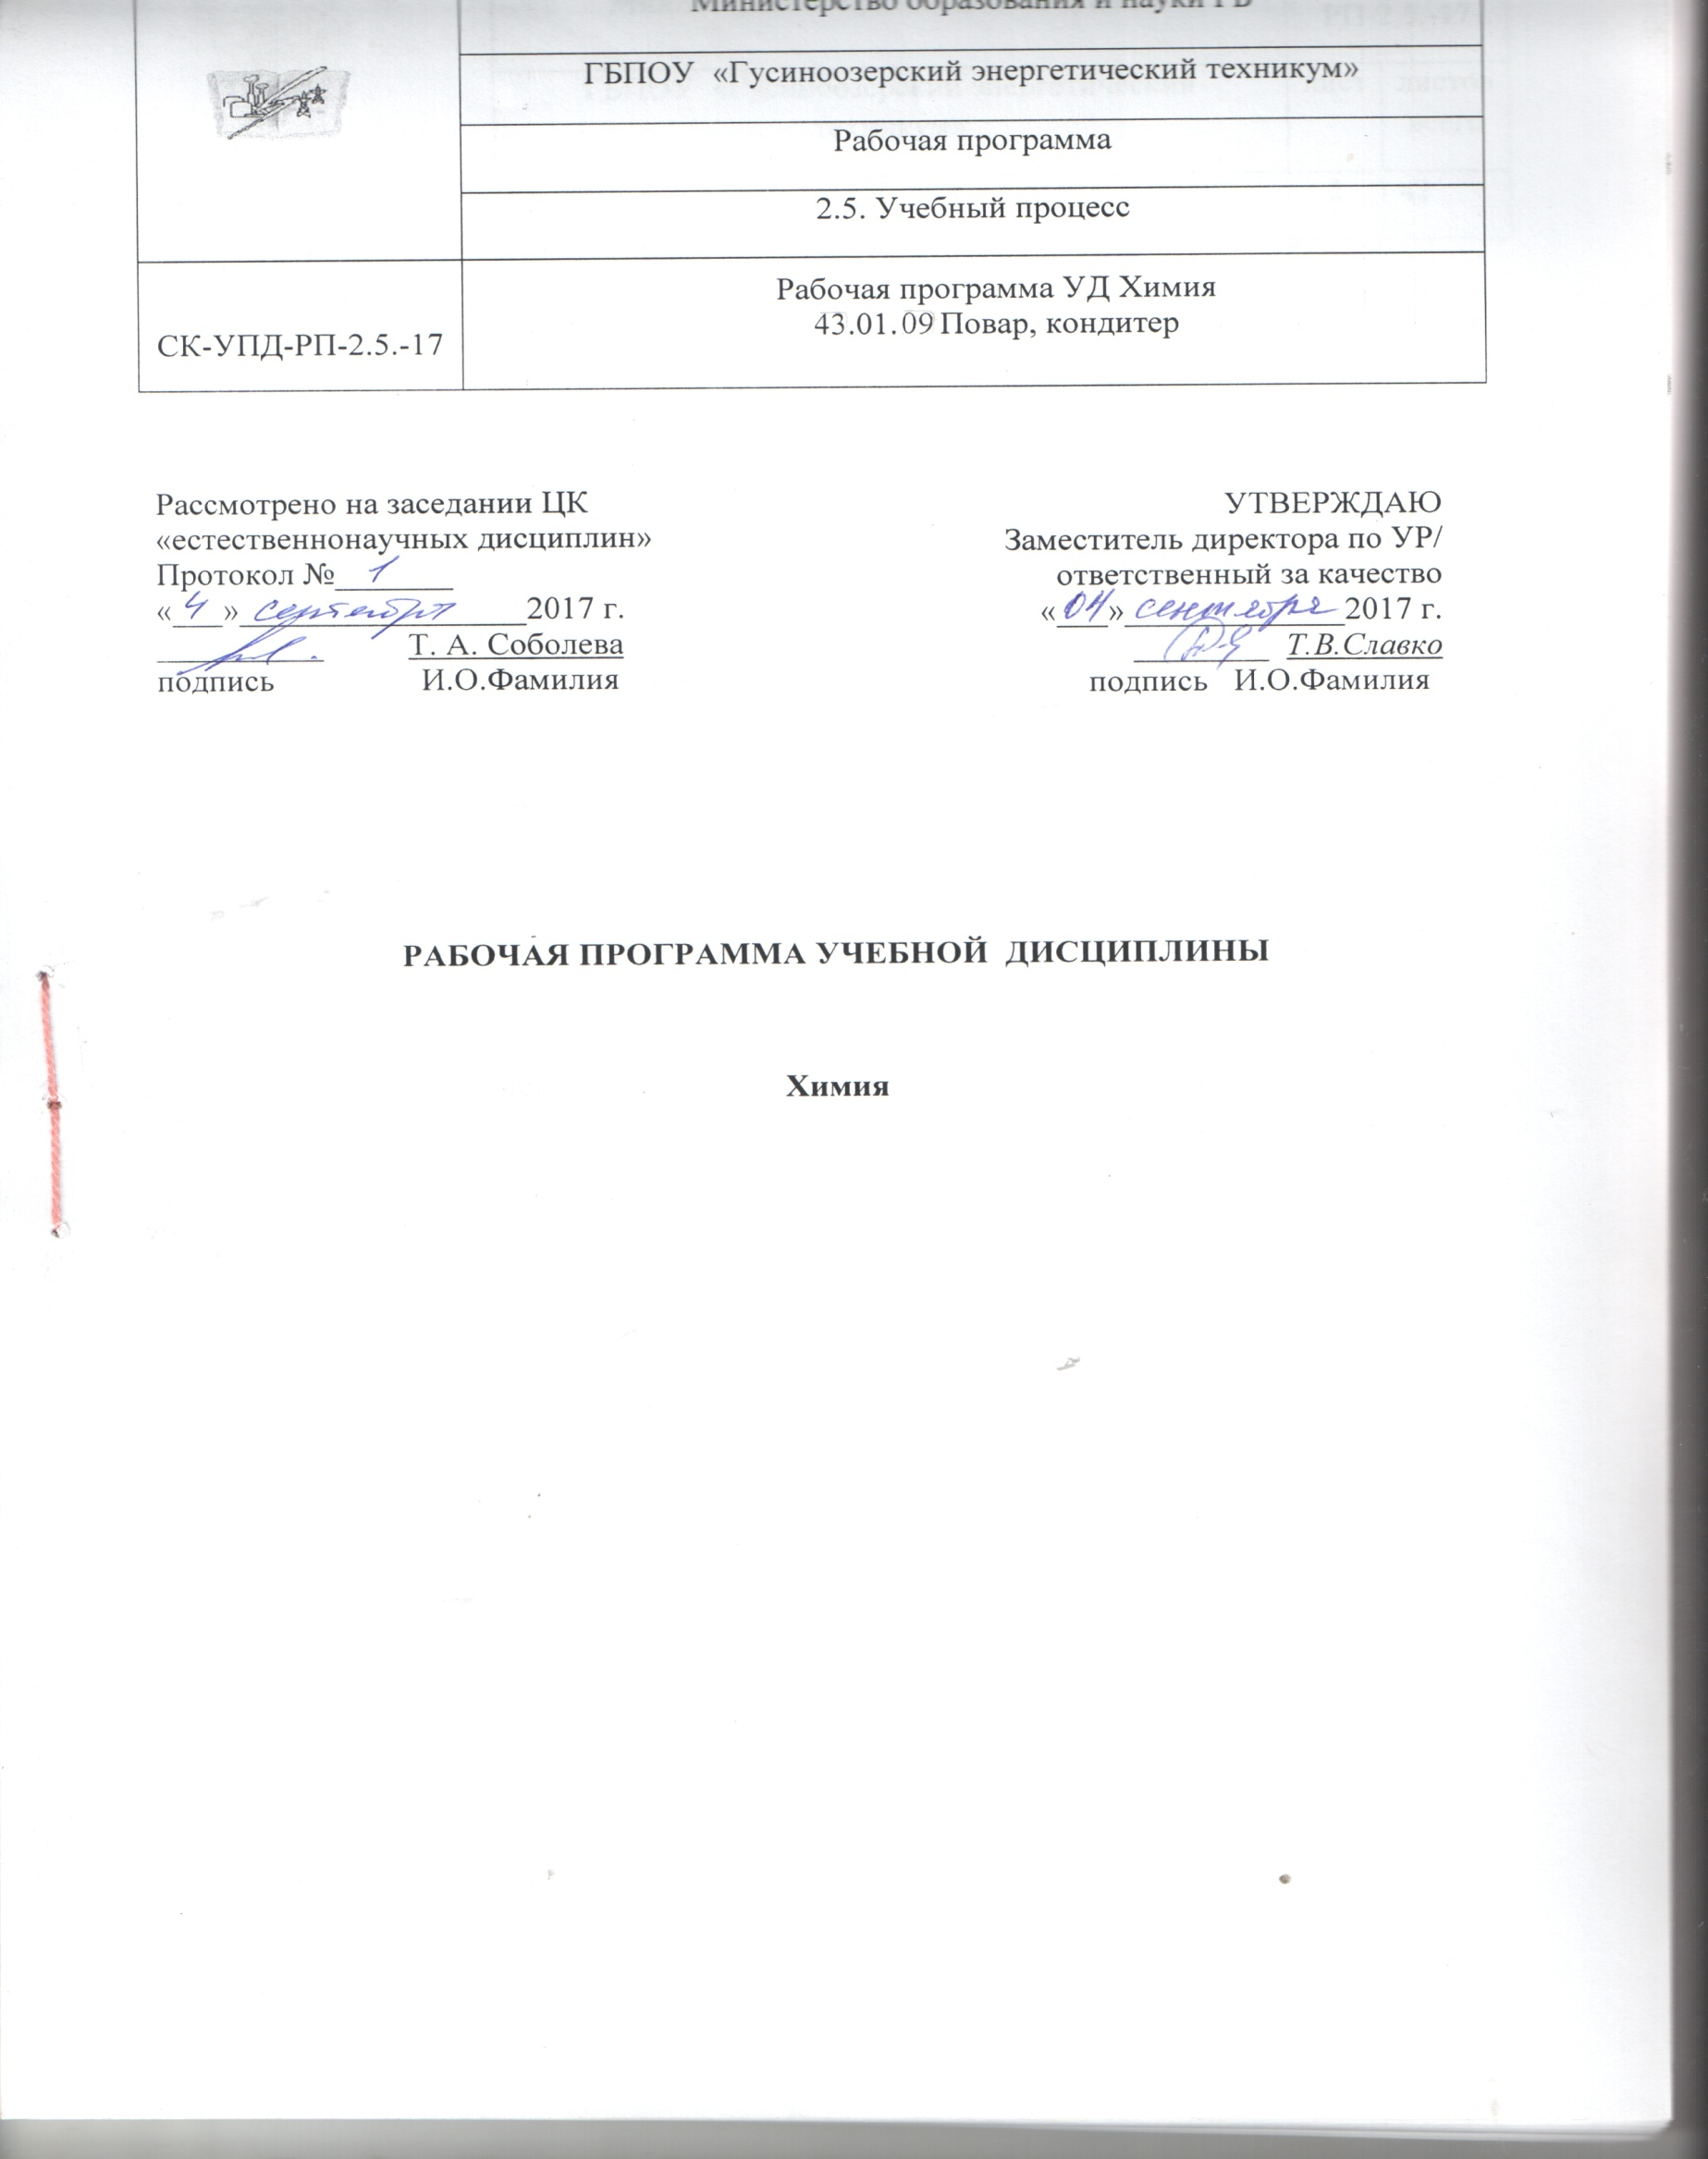 Министерство образования и науки РБ
ГБПОУ «Гусиноозерский энергетический техникум»
Рабочая программа
2.5. Учебный процесс
СК-УПД-РП-2.5.-17
Рабочая программа УД Химия
43.01.09 Повар, кондитер
Рассмотрено на заседании ЦК
«естественнонаучных дисциплин»
Протокол № 1
«4» сентября 2017 г.
Т. А. Соболева
подпись И.О.Фамилия
УТВЕРЖДАЮ
Заместитель директора по УР/
ответственный за качество
«04» сентября 2017 г.
Т.В.Славко
подпись И.О.Фамилия
РАБОЧАЯ ПРОГРАММА УЧЕБНОЙ ДИСЦИПЛИНЫ
Химия